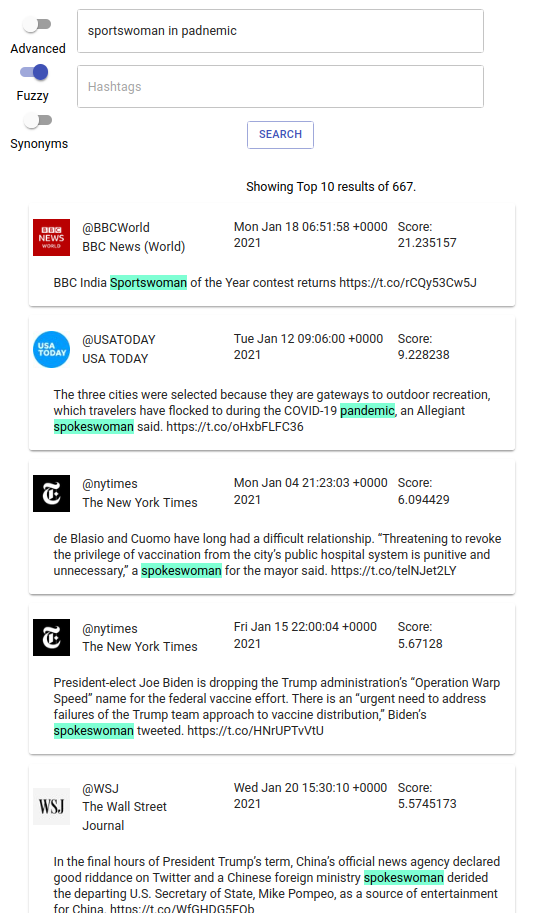 Advanced
sportswoman in padnemic
Fuzzy
Hashtags
Synonyms
SEARCH
Showing Top 10 results of 667.
BBC
NEWS
WORLD
@BBCWorld
BBC News (World)
Mon Jan 18 06:51:58 +0000
2021
Score:
21.235157
BBC India Sportswoman of the Year contest returns https://t.co/rCQy53Cw5J
USA
TODAY
@USATODAY
USA TODAY
Tue Jan 12 09:06:00 +0000
2021
Score:
9.228238
The three cities were selected because they are gateways to outdoor recreation,
which travelers have flocked to during the COVID-19 pandemic, an Allegiant
spokeswoman said. https://t.co/oHxbFLFC36
@nytimes
The New York Times
Mon Jan 04 21:23:03 +0000
2021
Score:
6.094429
de Blasio and Cuomo have long had a difficult relationship. “Threatening to revoke
the privilege of vaccination from the city’s public hospital system is punitive and
unnecessary,” a spokeswoman for the mayor said. https://t.co/telNJet2LY
@nytimes
The New York Times
Fri Jan 15 22:00:04 +0000
2021
Score:
5.67128
President-elect Joe Biden is dropping the Trump administration’s “Operation Warp
Speed” name for the federal vaccine effort. There is an “urgent need to address
failures of the Trump team approach to vaccine distribution,” Biden’s
spokeswoman tweeted. https://t.co/HNrUPTvVtU
WSJ
@WSJ
The Wall Street
Journal
Wed Jan 20 15:30:10 +0000
2021
Score:
5.5745173
In the final hours of President Trump’s term, China’s official news agency declared
good riddance on Twitter and a Chinese foreign ministry spokeswoman derided
the departing U.S. Secretary of State, Mike Pompeo, as a source of entertainment
for China. https://t.co/WfGHDG5FOb